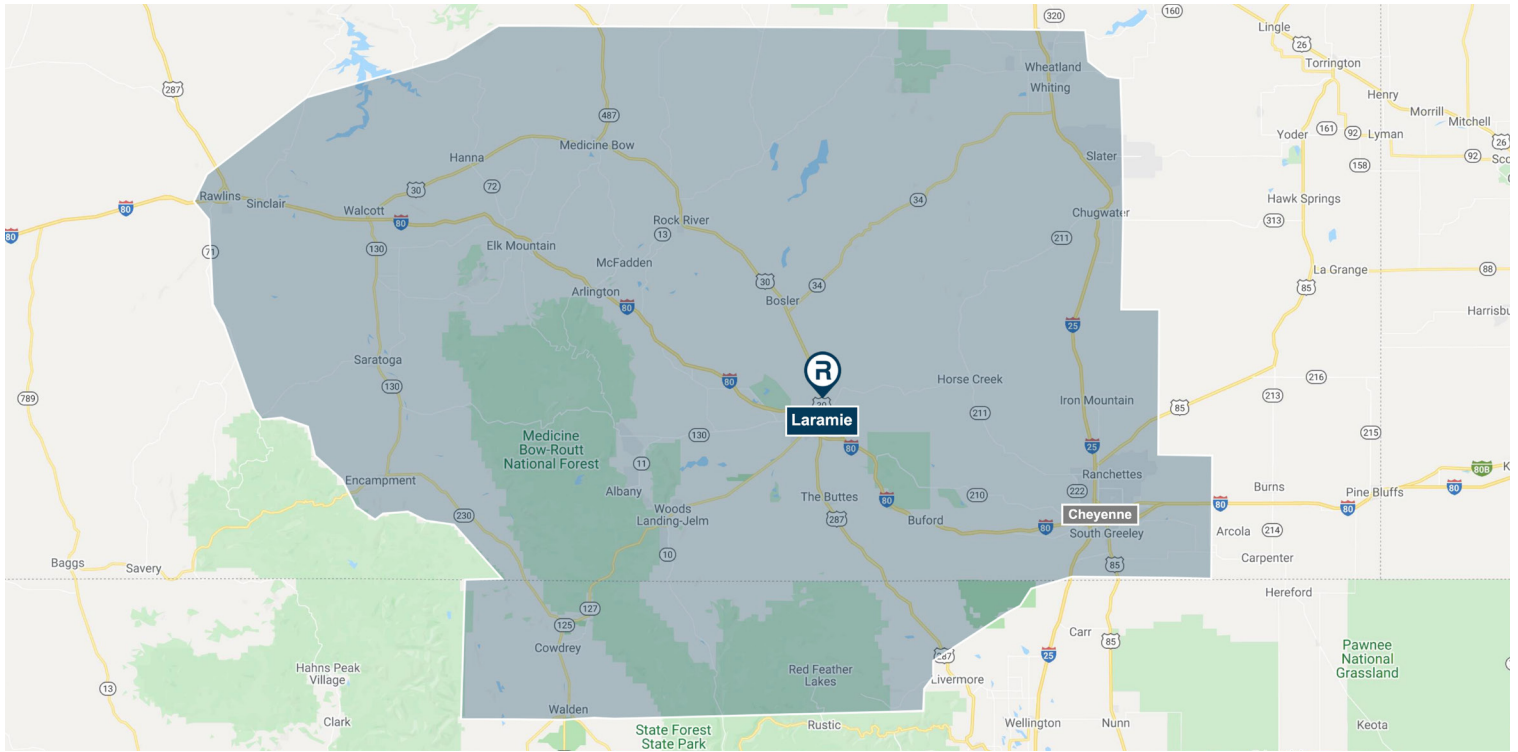 320
160
Lingle
26
Torrington
287
Wheatland
Whiting
Henry
Morrill
Mitchell
487
Yoder
161
92
Lyman
26
Medicine Bow
Hanna
Slater
92
158
30
72
Rawlins
Sinclair
80
Walcott
80
34
Hawk Springs
Chugwater
313
Rock River
13
80
130
Elk Mountain
211
71
McFadden
La Grange
88
Arlington
30
34
85
80
Bosler
Harrisbu
25
Saratoga
R
80
Horse Creek
216
130
30
213
789
Laramie
211
Iron Mountain
85
130
215
Medicine
Bow-Routt
National Forest
80
25
11
Ranchettes
80B
Encampment
Albany
The Buttes
80
210
222
Burns
Pine Bluffs
80
230
Woods
Landing-Jelm
287
Buford
80
Cheyenne
80
80
South Greeley
Arcola
214
10
Carpenter
Baggs
Savery
85
Hereford
127
125
Carr
85
Cowdrey
25
Pawnee
National
Grassland
Hahns Peak
Village
Red Feather
Lakes
287
Livermore
13
Walden
Clark
State Forest
State Park
Rustic
Wellington
Nunn
Keota